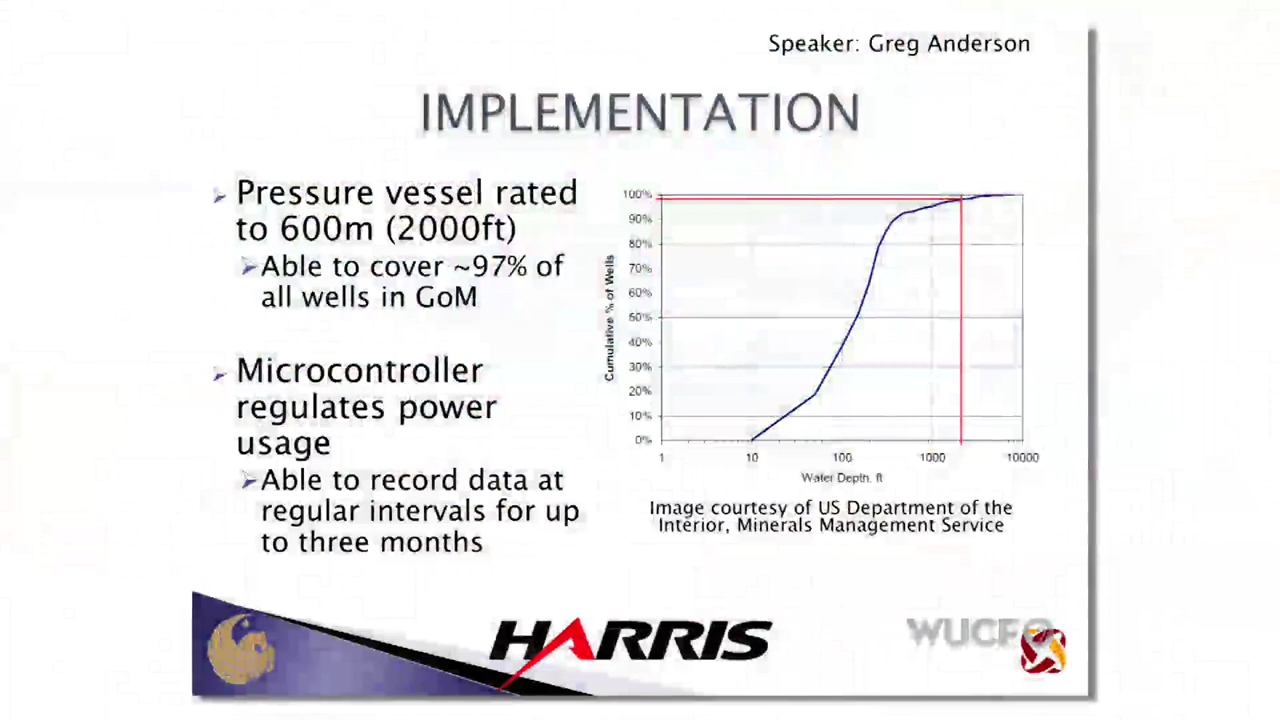 Speaker: Greg Anderson
IMPLEMENTATION
Pressure vessel rated
to 600m (2000ft)
Able to cover ~97% of
all wells in GoM
Microcontroller
regulates power
usage
Able to record data at
regular intervals for up
to three months
Cumulative % of Wells
100%
90%
80%
70%
60%
50%
40%
30%
20%
10%
0%
1 10 100 1000 10000
Water Depth, ft
Image courtesy of US Department of the
Interior, Minerals Management Service
HARRIS
WUCF